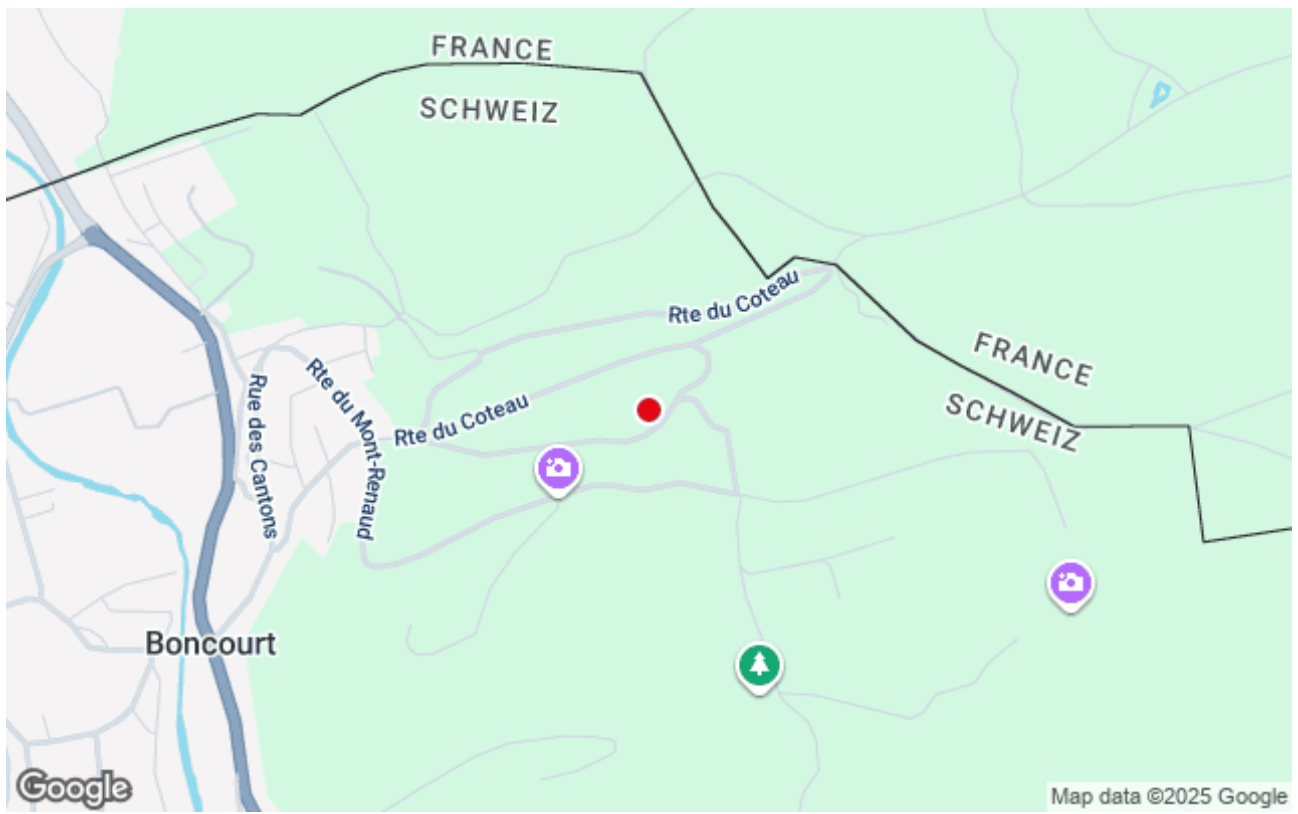 FRANCE
SCHWEIZ
Rte du Coteau
FRANCE
SCHWEIZ
Rte du Mont-Renaud
Rue des Cantons
Rte du Coteau
Boncourt
Google
Map data ©2025 Google